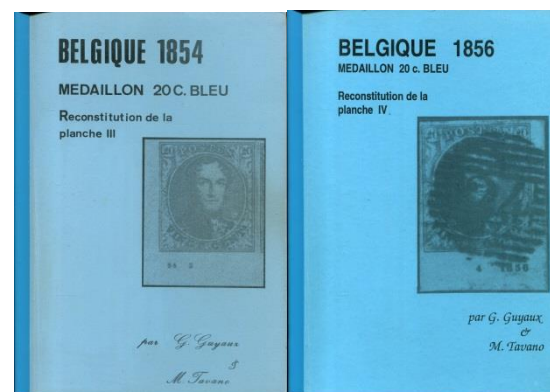 BELGIQUE 1854
MEDAILLON 20 C. BLEU
Reconstitution de la
planche III
par G. Guyaux
&
M. Tavano
BELGIQUE 1856
MEDAILLON 20 c. BLEU
Reconstitution de la
planche IV.
4 1856
par G. Guyaux
&
M. Tavano